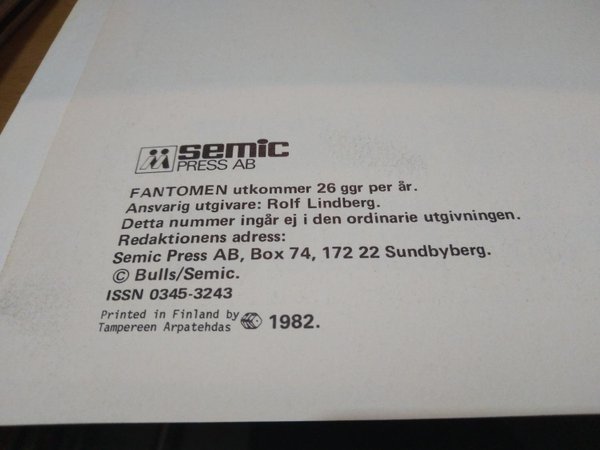 semic
PRESS AB
FANTOMEN utkommer 26 ggr per år.
Ansvarig utgivare: Rolf Lindberg.
Detta nummer ingår ej i den ordinarie utgivningen.
Redaktionens adress:
Semic Press AB, Box 74, 172 22 Sundbyberg.
© Bulls/Semic.
ISSN 0345-3243
Printed in Finland by
Tampereen Arpatehdas 1982.